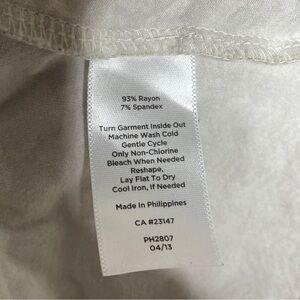 93% Rayon
7% Spandex
Turn Garment Inside Out
Machine Wash Cold
Gentle Cycle
Only Non-Chlorine
Bleach When Needed
Reshape,
Lay Flat To Dry
Cool Iron, If Needed
Made In Philippines
CA #23147
PH2807
04/13